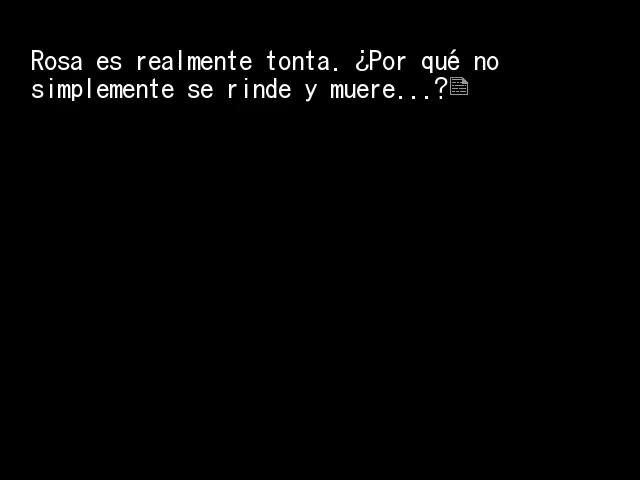 Rosa es realmente tonta. ¿Por qué no
simplemente se rinde y muere...?